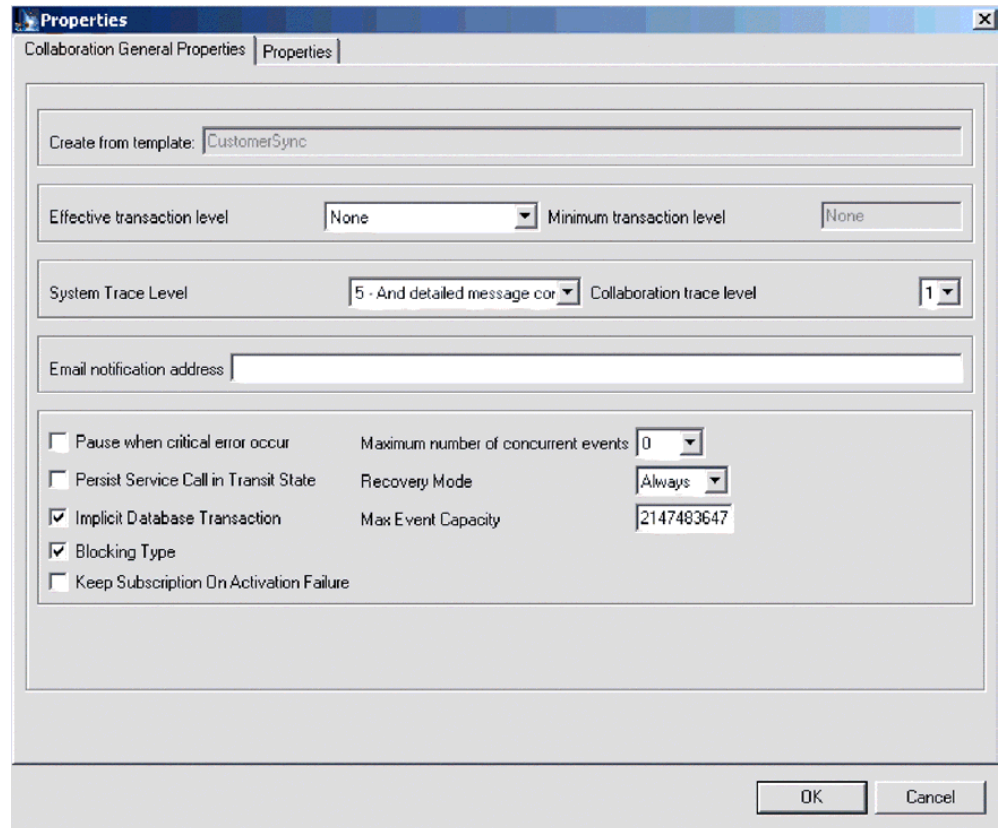 Properties
Collaboration General Properties
Properties
Create from template: CustomerSync
Effective transaction level None Minimum transaction level None
System Trace Level 5 - And detailed message cor Collaboration trace level 1
Email notification address
Pause when critical error occur Maximum number of concurrent events 0
Persist Service Call in Transit State Recovery Mode Always
Implicit Database Transaction Max Event Capacity 2147483647
Blocking Type
Keep Subscription On Activation Failure
OK Cancel